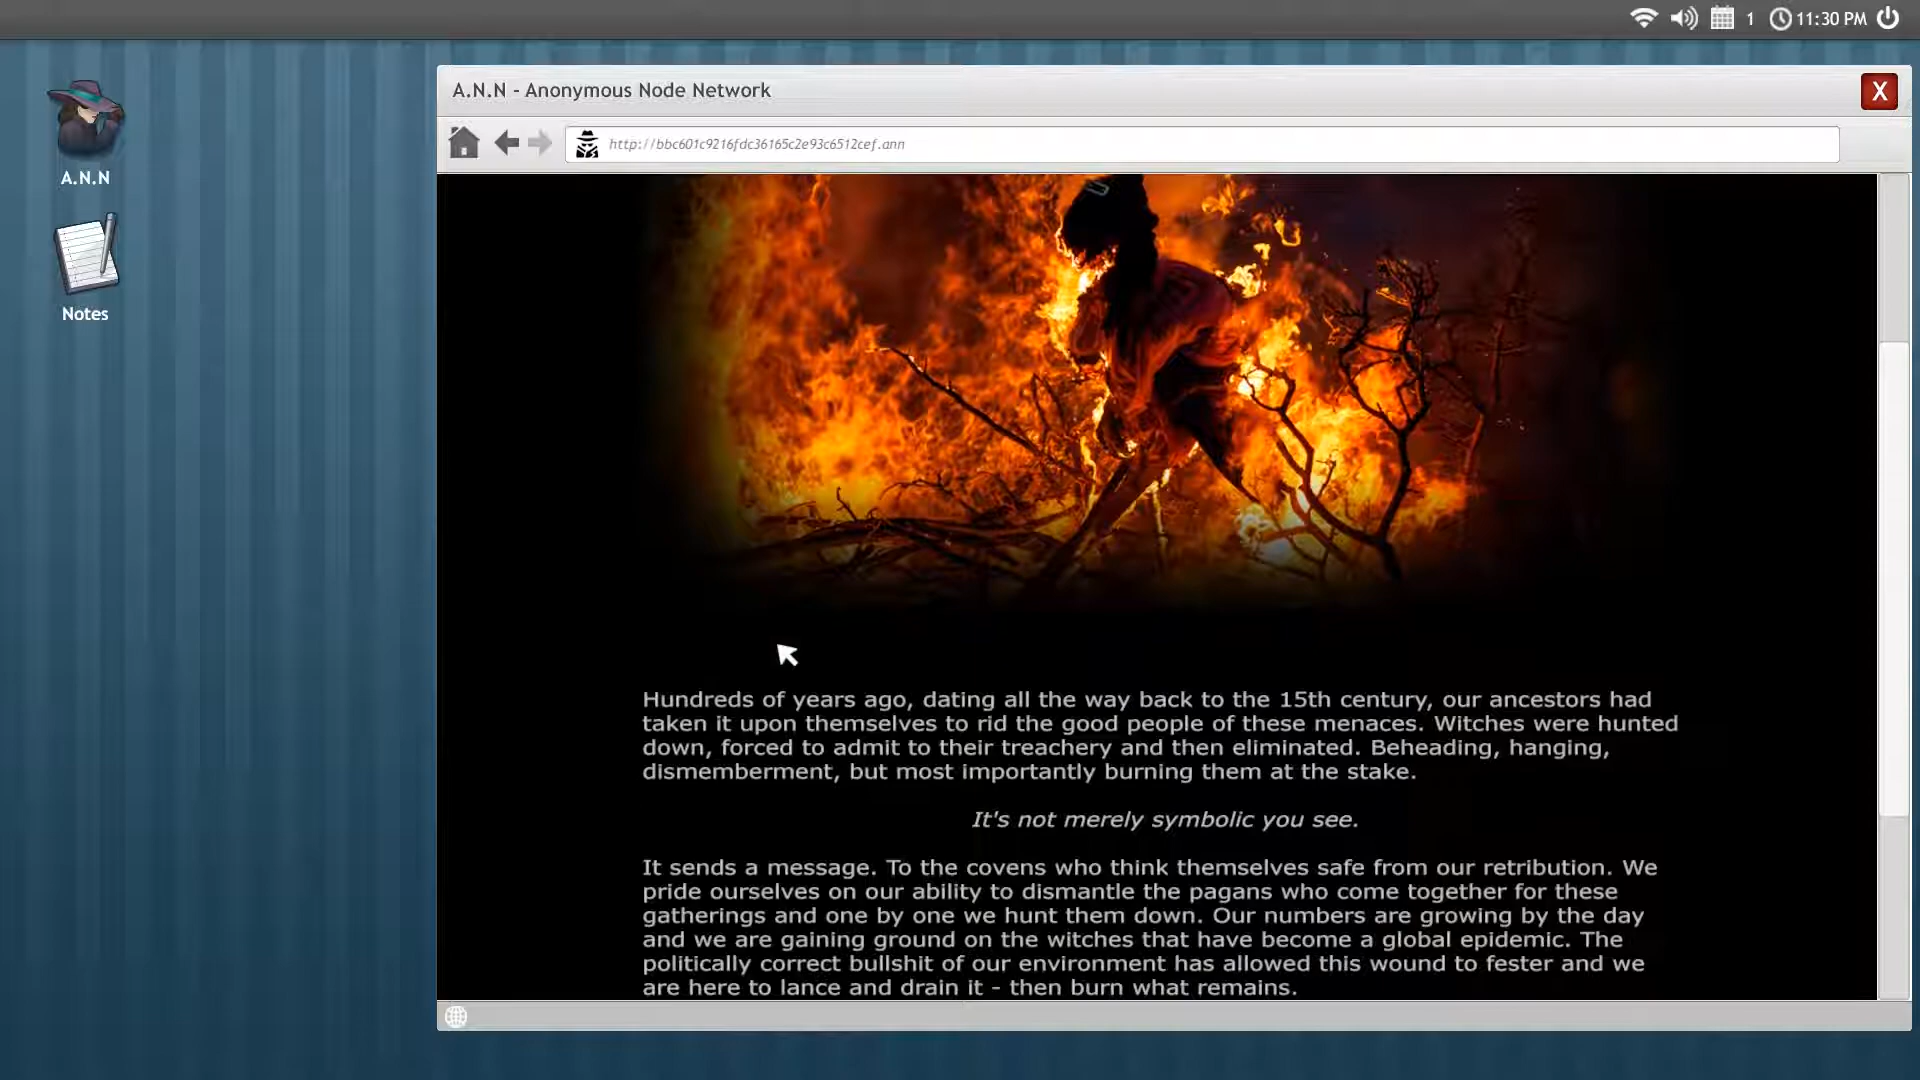 1 11:30 PM
A.N.N
Notes
A.N.N - Anonymous Node Network
X
http://bbc601c9216fdc36165c2e93c6512cef.ann
Hundreds of years ago, dating all the way back to the 15th century, our ancestors had
taken it upon themselves to rid the good people of these menaces. Witches were hunted
down, forced to admit to their treachery and then eliminated. Beheading, hanging,
dismemberment, but most importantly burning them at the stake.
It's not merely symbolic you see.
It sends a message. To the covens who think themselves safe from our retribution. We
pride ourselves on our ability to dismantle the pagans who come together for these
gatherings and one by one we hunt them down. Our numbers are growing by the day
and we are gaining ground on the witches that have become a global epidemic. The
politically correct bullshit of our environment has allowed this wound to fester and we
are here to lance and drain it - then burn what remains.